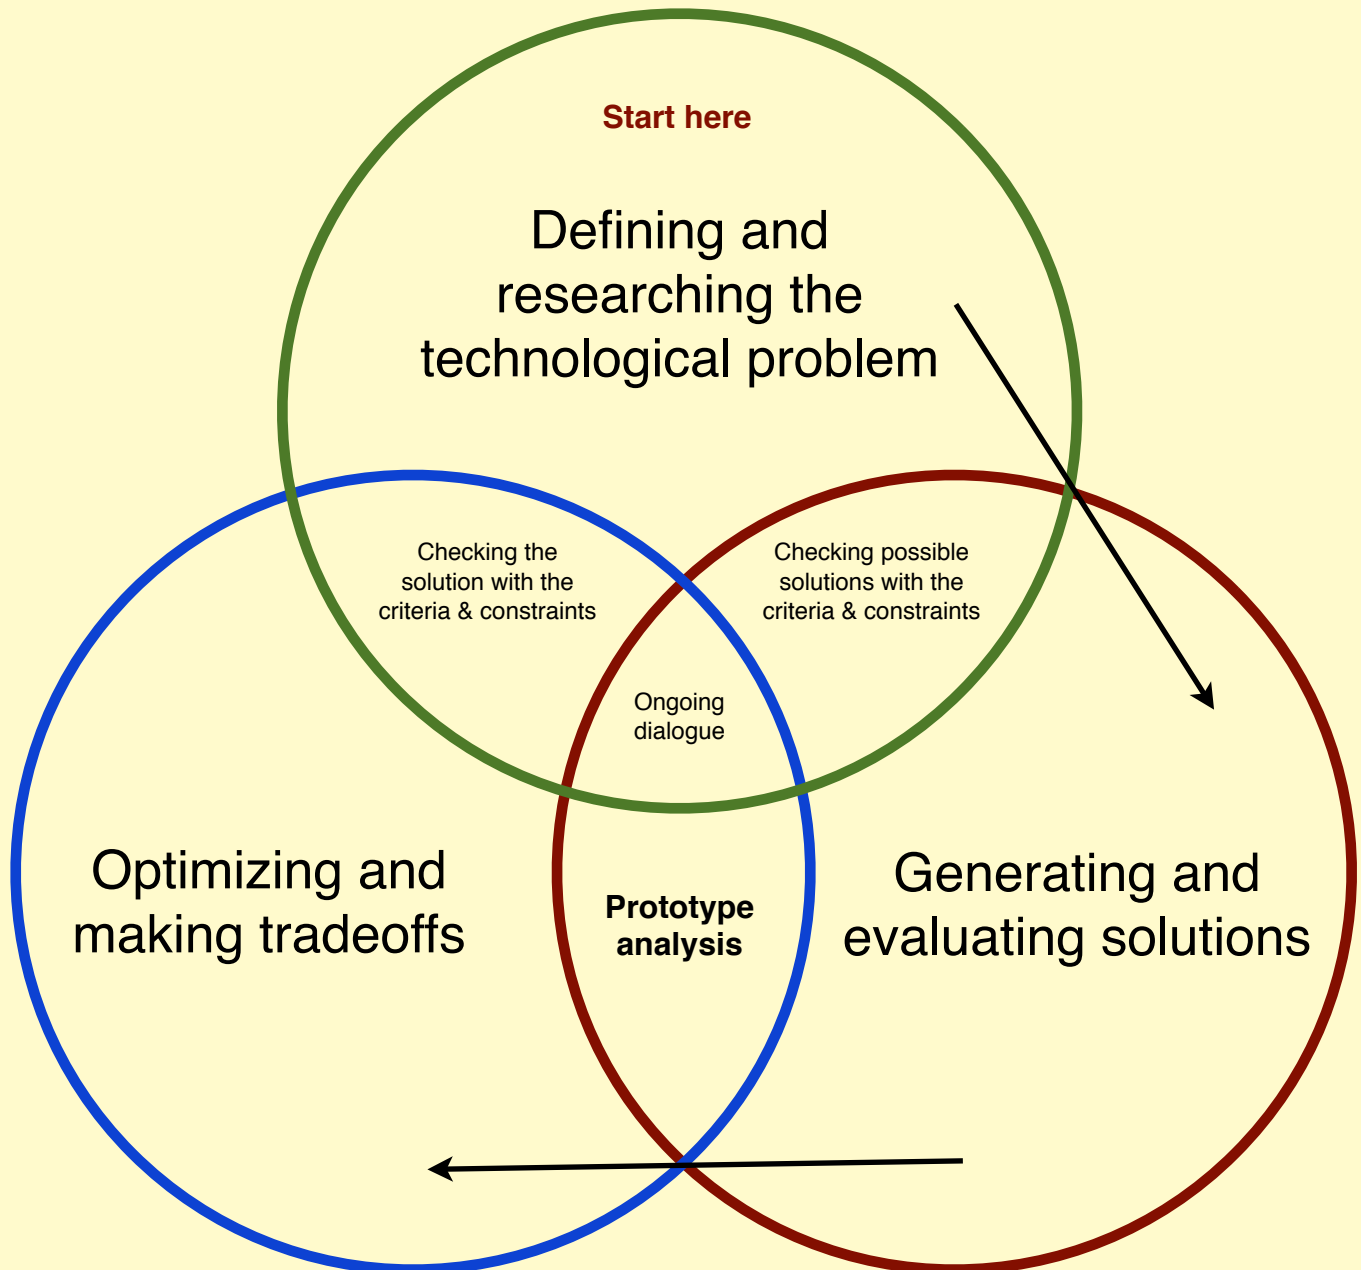 Start here
Defining and
researching the
technological problem
Checking the
solution with the
criteria & constraints
Checking possible
solutions with the
criteria & constraints
Ongoing
dialogue
Optimizing and
making tradeoffs
Prototype
analysis
Generating and
evaluating solutions